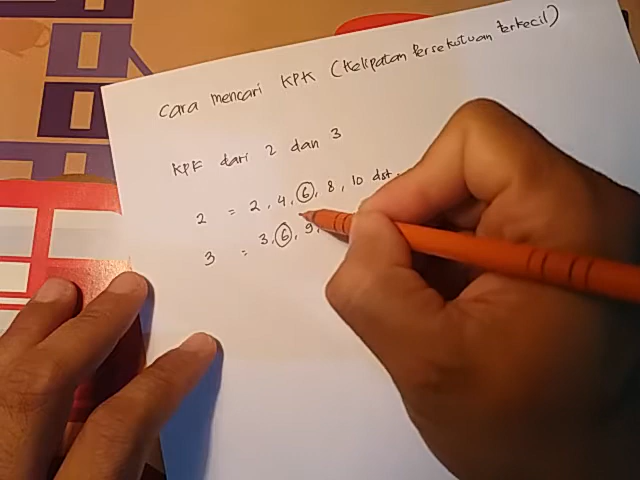 Cara mencari KPK (Kelipatan Persekutuan terkecil)
KPK dari 2 dan 3
2 = 2, 4, 6, 8, 10 dst.
3 = 3, 6, 9,